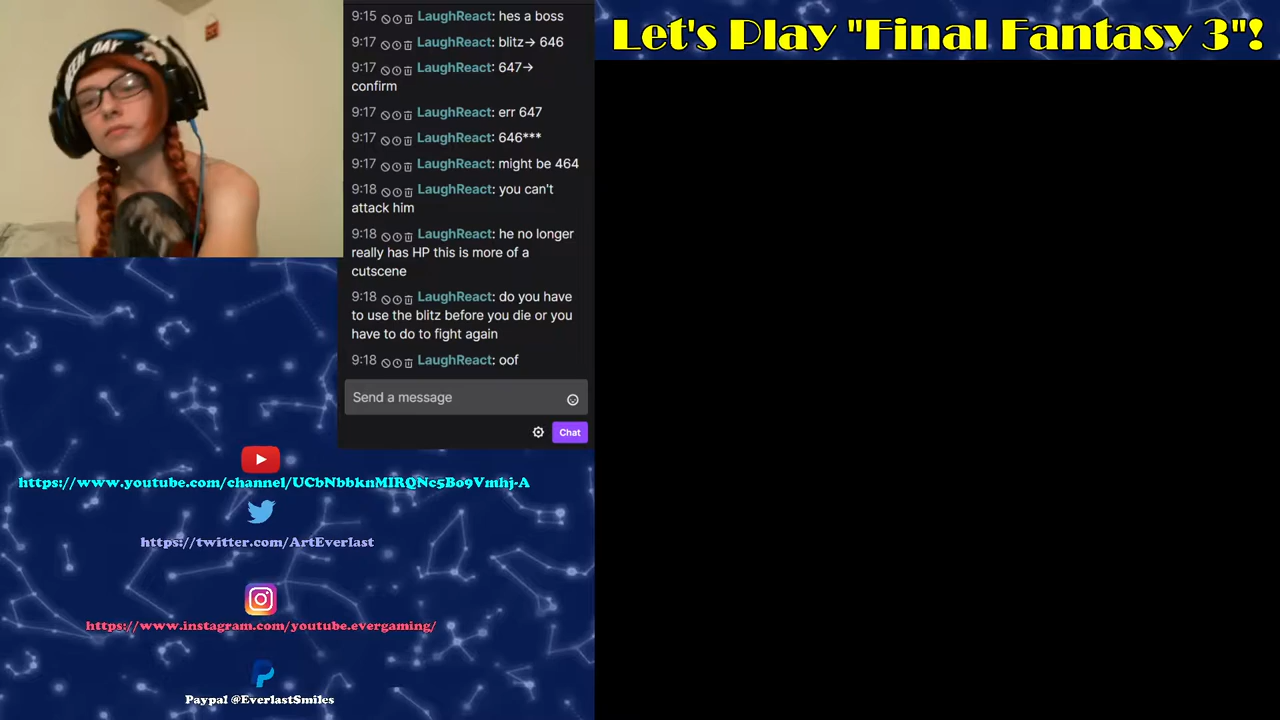 9:15 LaughReact: hes a boss
9:17 LaughReact: blitz→ 646
9:17 LaughReact: 647→
confirm
9:17 LaughReact: err 647
9:17 LaughReact: 646***
9:17 LaughReact: might be 464
9:18 LaughReact: you can't
attack him
9:18 LaughReact: he no longer
really has HP this is more of a
cutscene
9:18 LaughReact: do you have
to use the blitz before you die or you
have to do to fight again
9:18 LaughReact: oof
Send a message
Chat
Let's Play "Final Fantasy 3"!
https://www.youtube.com/channel/UCbNbbknMIRQNc5Bo9Vmhj-A
https://twitter.com/ArtEverlast
https://www.instagram.com/youtube.evergaming/
Paypal @EverlastSmiles